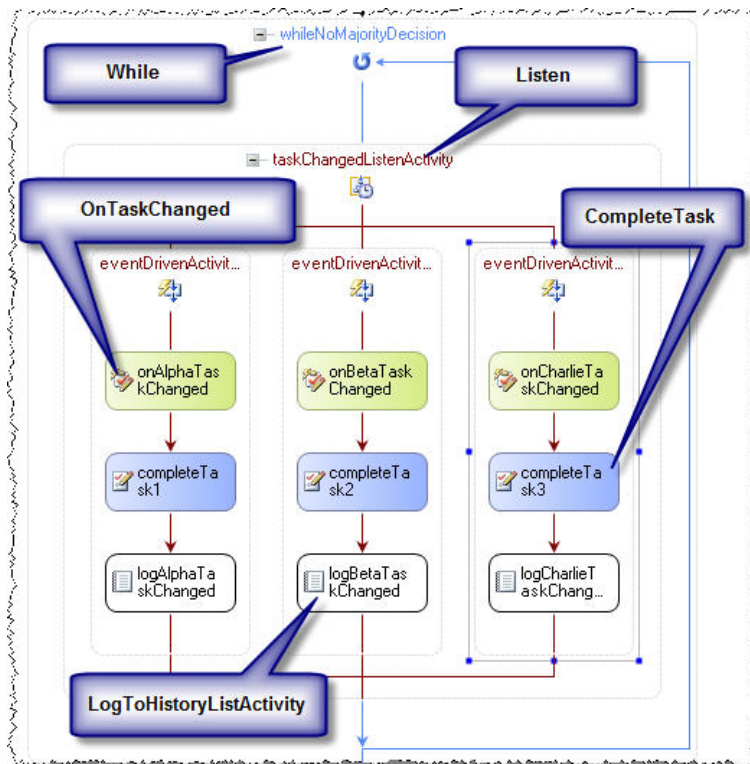 whileNoMajorityDecision
While
Listen
taskChangedListenActivity
OnTaskChanged
CompleteTask
eventDrivenActivit...
eventDrivenActivit...
eventDrivenActivit...
onAlphaTas
kChanged
onBetaTask
Changed
onCharlieTa
skChanged
completeTa
sk1
completeTa
sk2
completeTa
sk3
logAlphaTa
skChanged
logBetaTas
kChanged
logCharlieT
askChang...
LogToHistoryListActivity